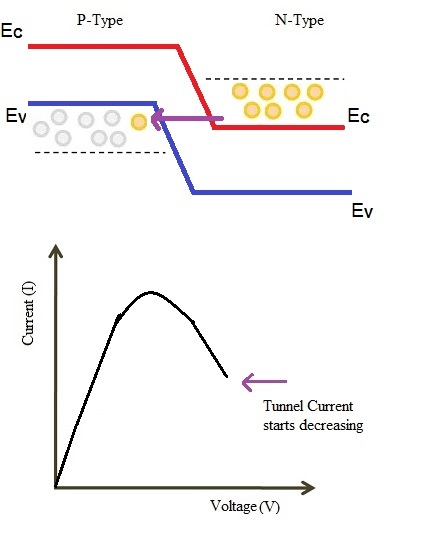 P-Type
N-Type
Ec
Ev
Ec
Ev
Current (I)
Tunnel Current
starts decreasing
Voltage (V)